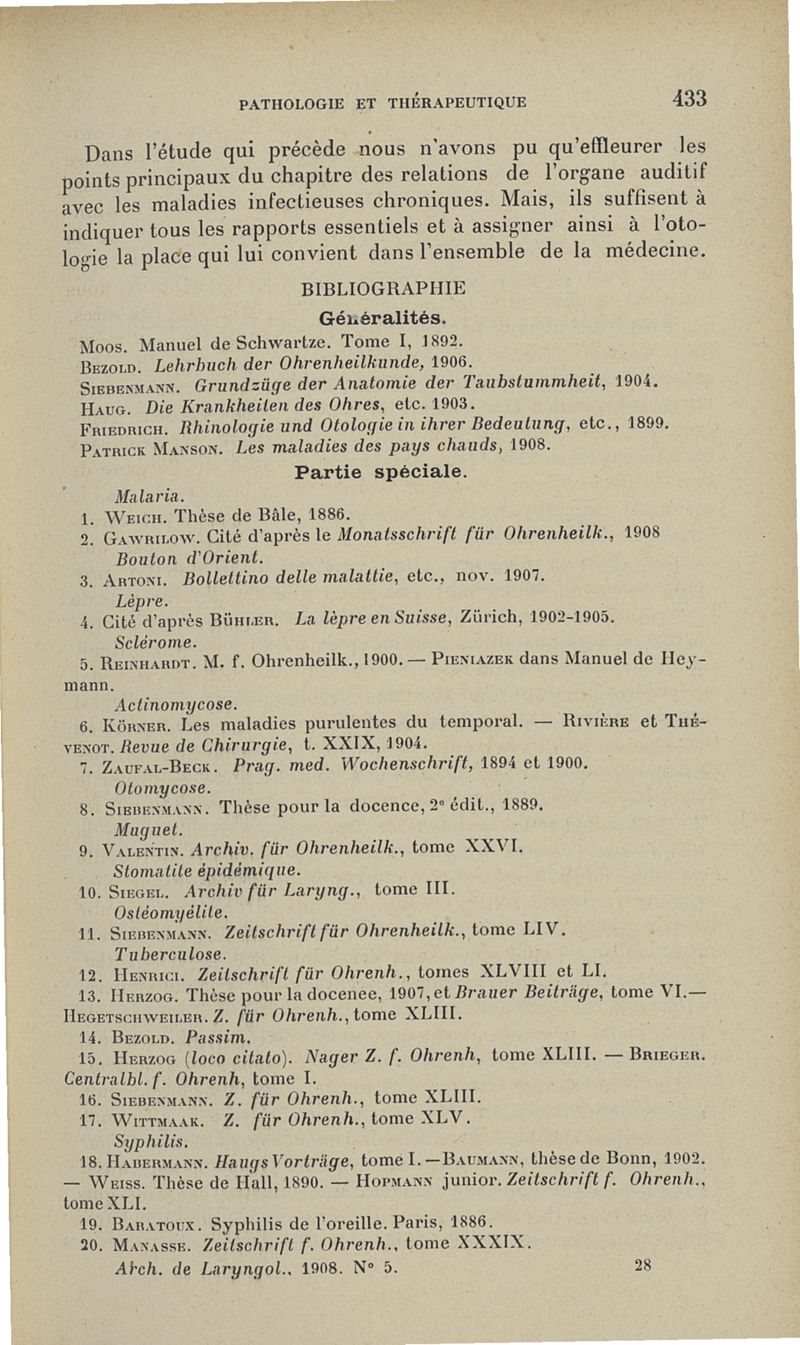 PATHOLOGIE ET THÉRAPEUTIQUE 433
Dans l'étude qui précède nous n'avons pu qu'effleurer les
points principaux du chapitre des relations de l'organe auditif
avec les maladies infectieuses chroniques. Mais, ils suffisent à
indiquer tous les rapports essentiels et à assigner ainsi à l'oto-
logie la place qui lui convient dans l'ensemble de la médecine.
BIBLIOGRAPHIE
Généralités.
Moos. Manuel de Schwartze. Tome I, 1892.
Bezold. Lehrbuch der Ohrenheilkunde, 1906.
Siebenmann. Grundzüge der Anatomie der Taubstummheit, 1904.
Haug. Die Krankheiten des Ohres, etc. 1903.
Friedrich. Rhinologie und Otologie in ihrer Bedeutung, etc., 1899.
Patrick Manson. Les maladies des pays chauds, 1908.
Partie spéciale.
Malaria.
1. Weich. Thèse de Bâle, 1886.
2. Gawrilow. Cité d'après le Monatsschrift für Ohrenheilk., 1908
Bouton d'Orient.
3. Artoni. Bollettino delle malattie, etc., nov. 1907.
Lèpre.
4. Cité d'après Bühler. La lèpre en Suisse, Zürich, 1902-1905.
Sclérome.
5. Reinhardt. M. f. Ohrenheilk., 1900. — Pieniazek dans Manuel de Hey-
mann.
Actinomycose.
6. Körner. Les maladies purulentes du temporal. — Rivière et Thé-
venot. Revue de Chirurgie, t. XXIX, 1904.
7. Zaufal-Beck. Prag. med. Wochenschrift, 1894 et 1900.
Otomycose.
8. Siebenmann. Thèse pour la docence, 2e édit., 1889.
Muguet.
9. Valentin. Archiv. für Ohrenheilk., tome XXVI.
Stomatite épidémique.
10. Siegel. Archiv für Laryng., tome III.
Ostéomyélite.
11. Siebenmann. Zeitschrift für Ohrenheilk., tome LIV.
Tuberculose.
12. Henrici. Zeitschrift für Ohrenh., tomes XLVIII et LI.
13. Herzog. Thèse pour la docence, 1907, et Brauer Beiträge, tome VI.—
Hegetschweiler. Z. für Ohrenh., tome XLIII.
14. Bezold. Passim.
15. Herzog (loco citato). Nager Z. f. Ohrenh, tome XLIII. — Brieger.
Centralbl. f. Ohrenh, tome I.
16. Siebenmann. Z. für Ohrenh., tome XLIII.
17. Wittmaak. Z. für Ohrenh., tome XLV.
Syphilis.
18. Habermann. Haugs Vorträge, tome I. —Baumann, thèse de Bonn, 1902.
— Weiss. Thèse de Hall, 1890. — Hopmann junior. Zeitschrift f. Ohrenh.,
tome XLI.
19. Baratoux. Syphilis de l'oreille. Paris, 1886.
20. Manasse. Zeitschrift f. Ohrenh., tome XXXIX.
Arch. de Laryngol., 1908. N° 5. 28